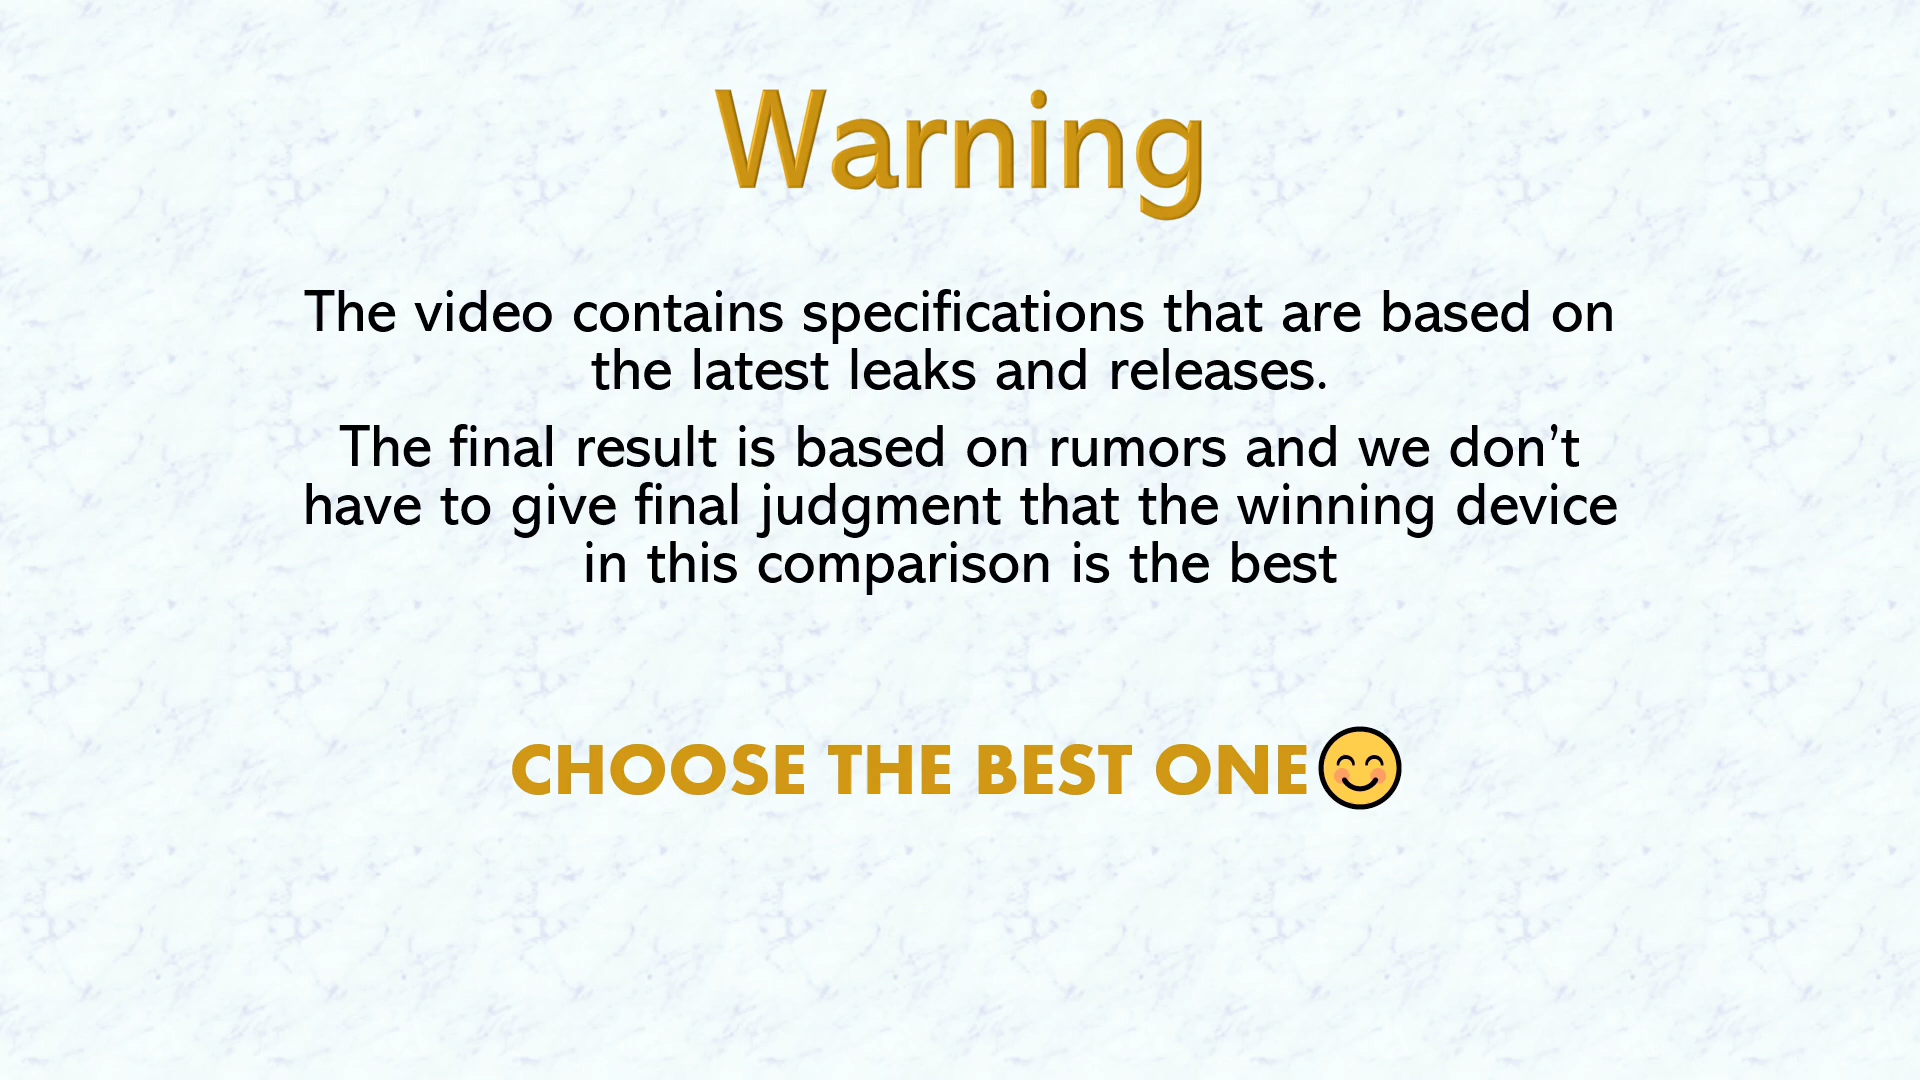 Warning
The video contains specifications that are based on
the latest leaks and releases.
The final result is based on rumors and we don’t
have to give final judgment that the winning device
in this comparison is the best
CHOOSE THE BEST ONE😊